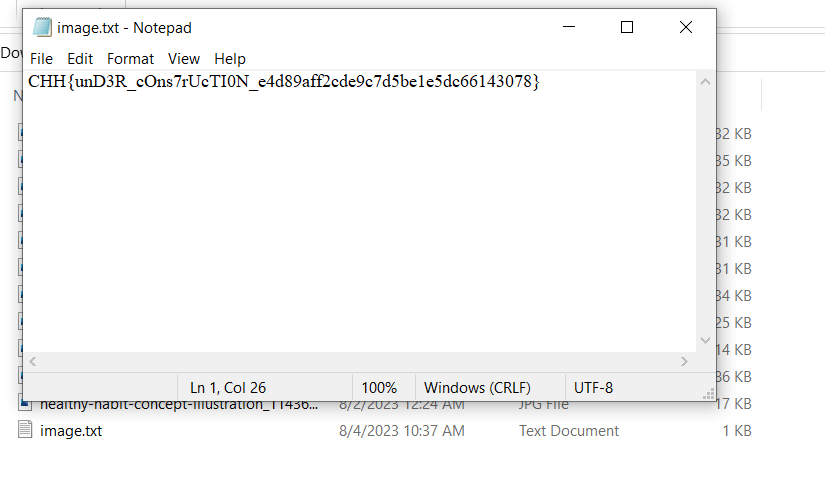 image.txt - Notepad
File Edit Format View Help
CHH{unD3R_cOns7rUcTI0N_e4d89aff2cde9c7d5be1e5dc66143078}
32 KB
35 KB
32 KB
32 KB
31 KB
31 KB
34 KB
25 KB
14 KB
86 KB
Ln 1, Col 26 100% Windows (CRLF) UTF-8
healthy-habit-concept-illustration_11436... 8/2/2023 12:24 AM JPG File 17 KB
image.txt 8/4/2023 10:37 AM Text Document 1 KB